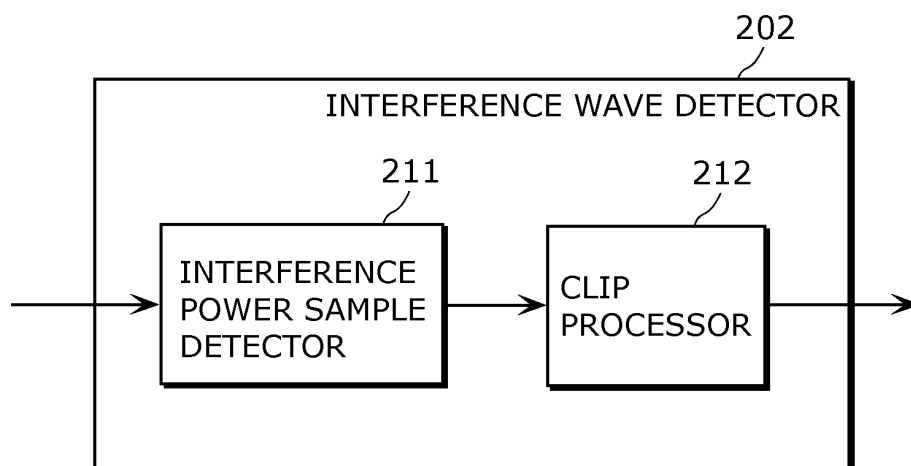 202
INTERFERENCE WAVE DETECTOR
211
212
INTERFERENCE
POWER SAMPLE
DETECTOR
CLIP
PROCESSOR